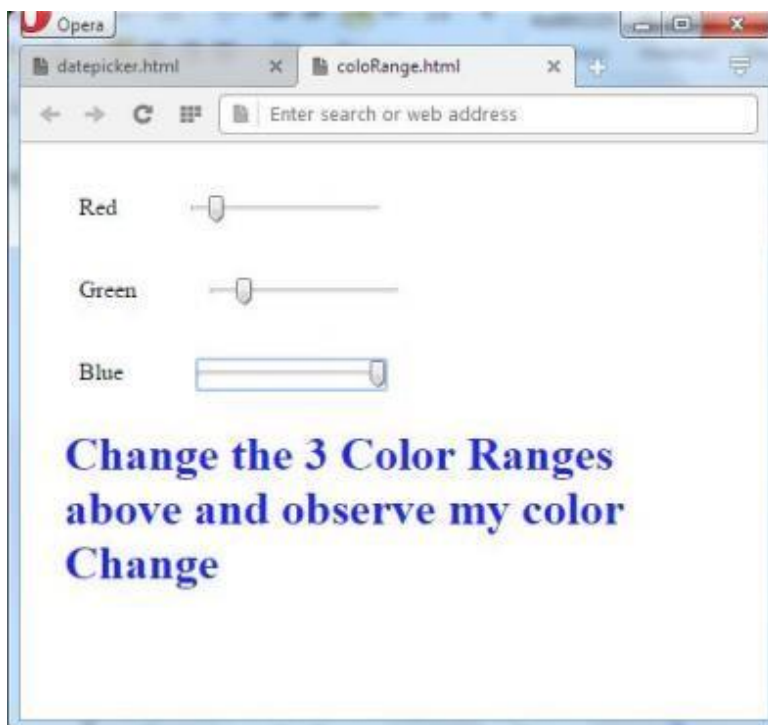 Opera
datepicker.html
coloRange.html
Enter search or web address
Red
Green
Blue
Change the 3 Color Ranges
above and observe my color
Change